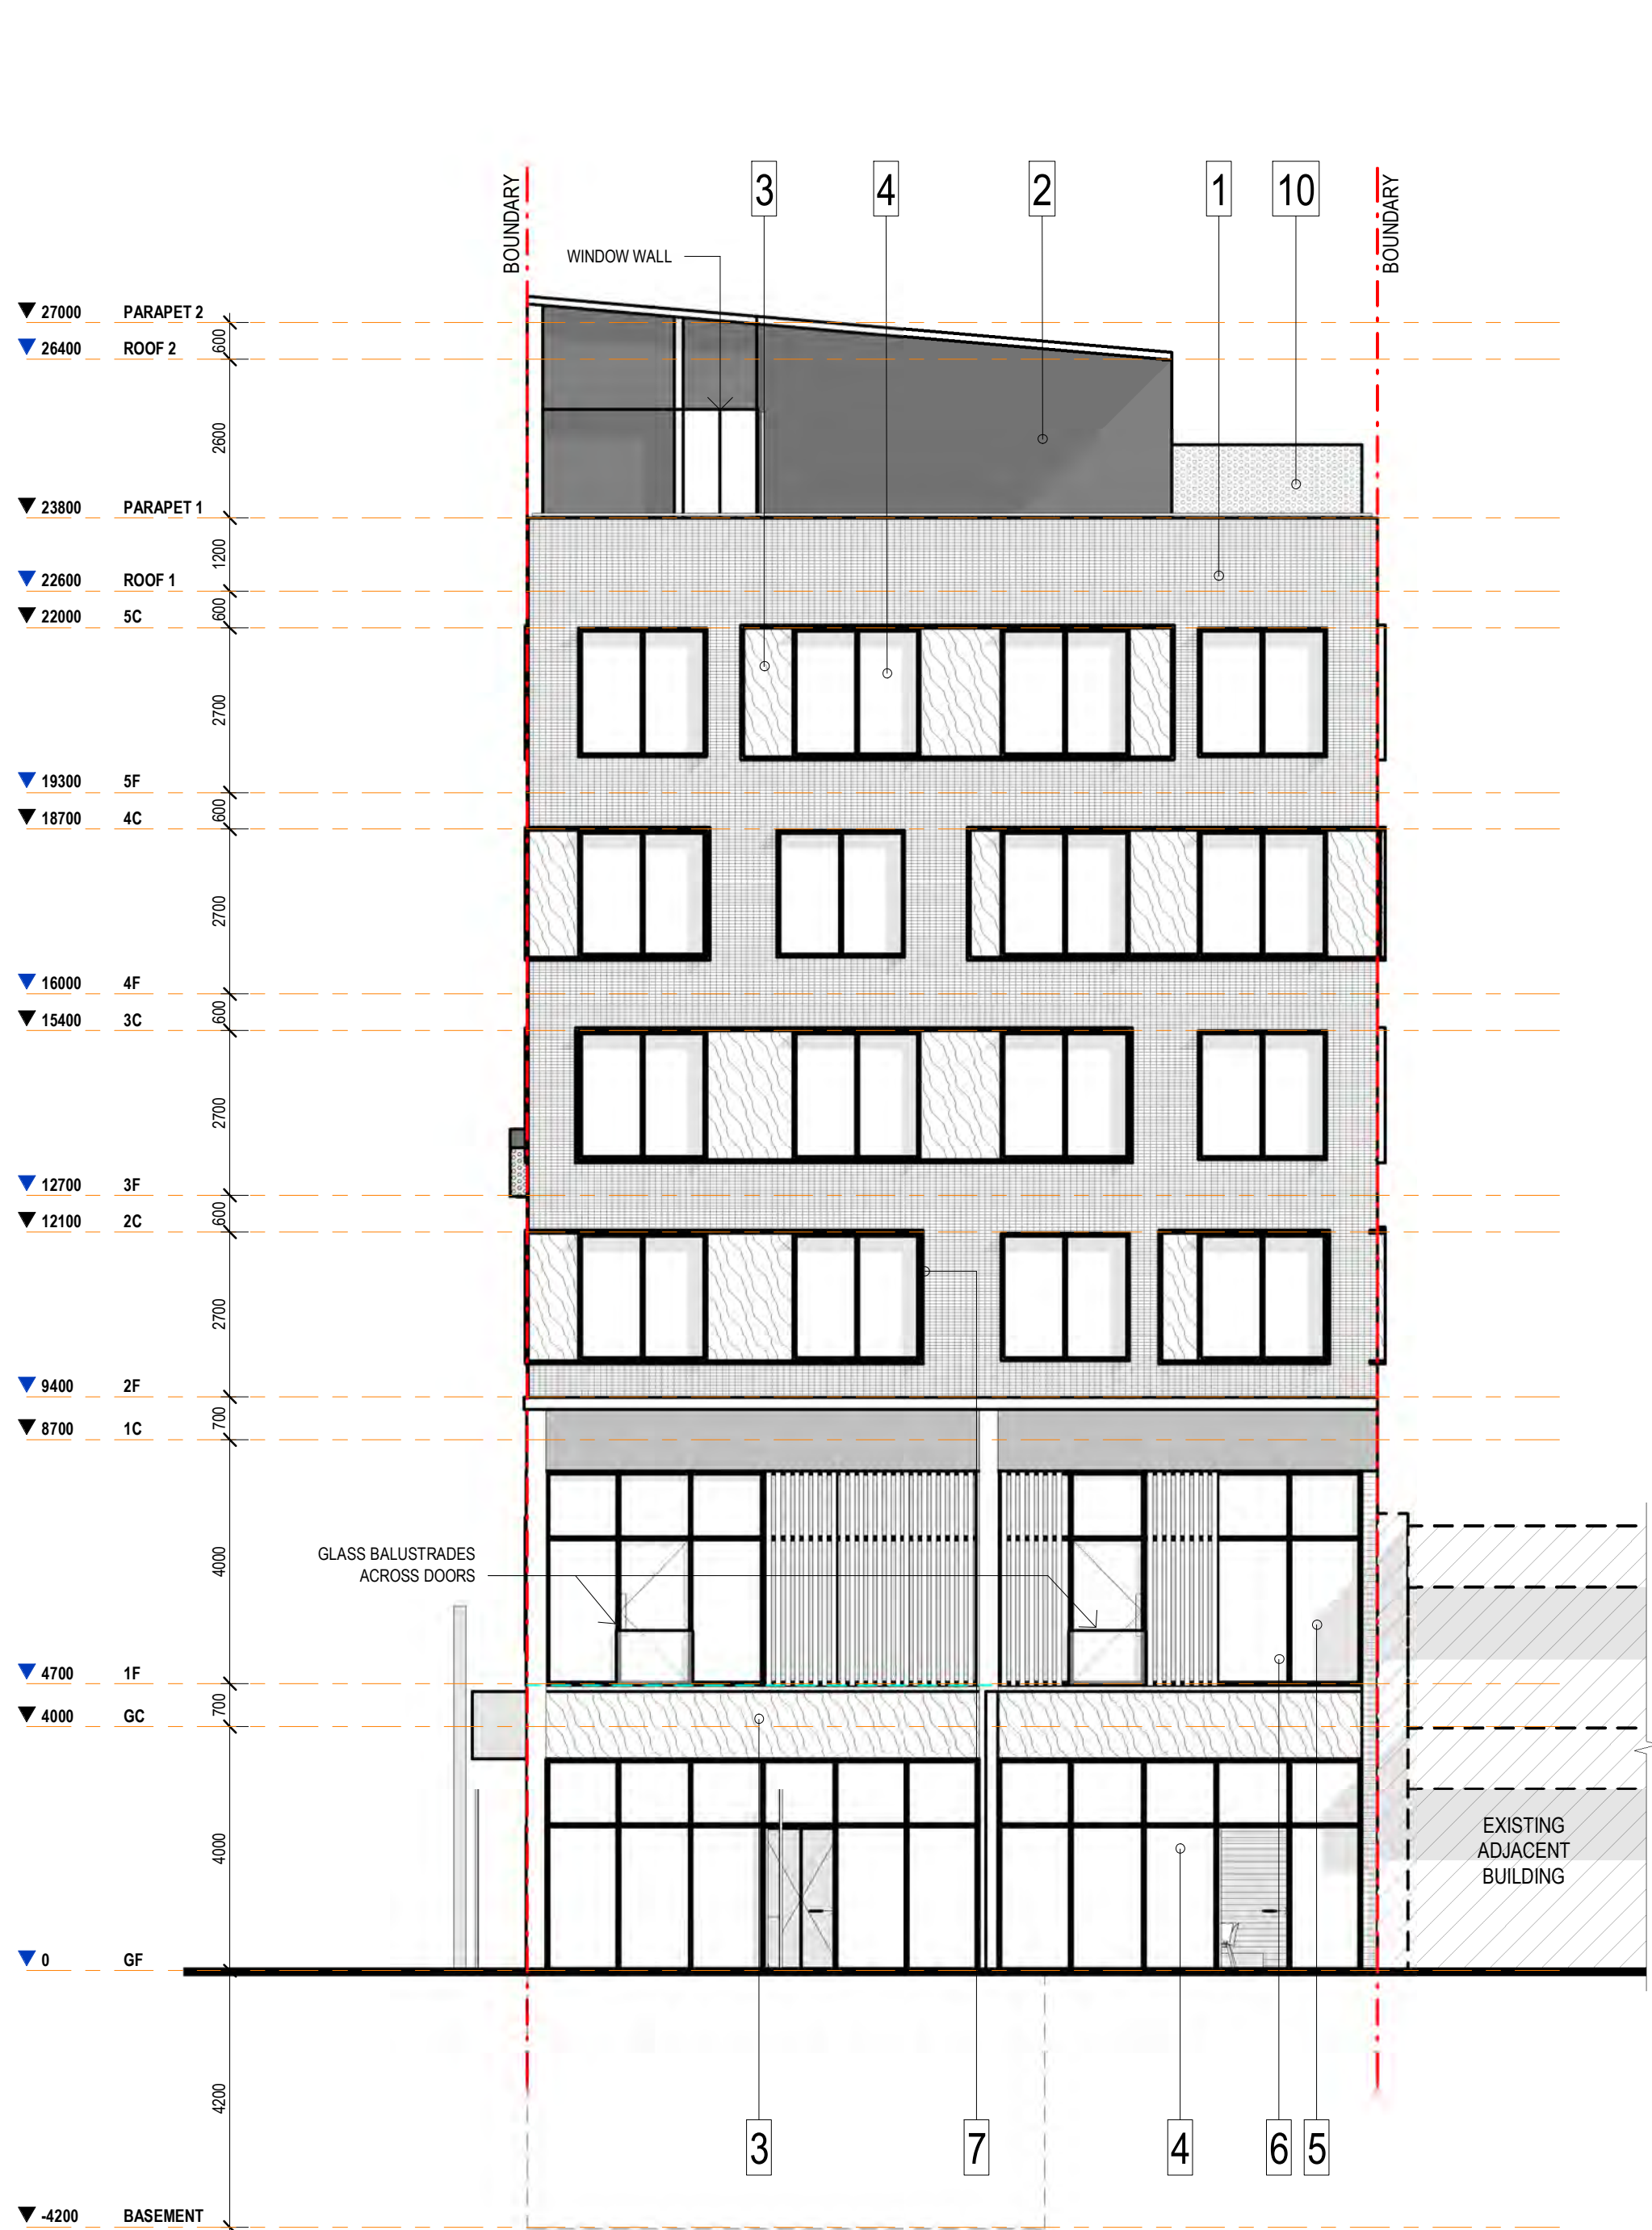 3 4 2 1 10
BOUNDARY
BOUNDARY
WINDOW WALL
27000 PARAPET 2
600
26400 ROOF 2
2600
23800 PARAPET 1
1200
22600 ROOF 1
600
22000 5C
2700
19300 5F
600
18700 4C
2700
16000 4F
600
15400 3C
2700
12700 3F
600
12100 2C
2700
9400 2F
700
8700 1C
GLASS BALUSTRADES
ACROSS DOORS
4000
4700 1F
700
4000 GC
4000
EXISTING
ADJACENT
BUILDING
0 GF
4200
3 7 4 6 5
-4200 BASEMENT